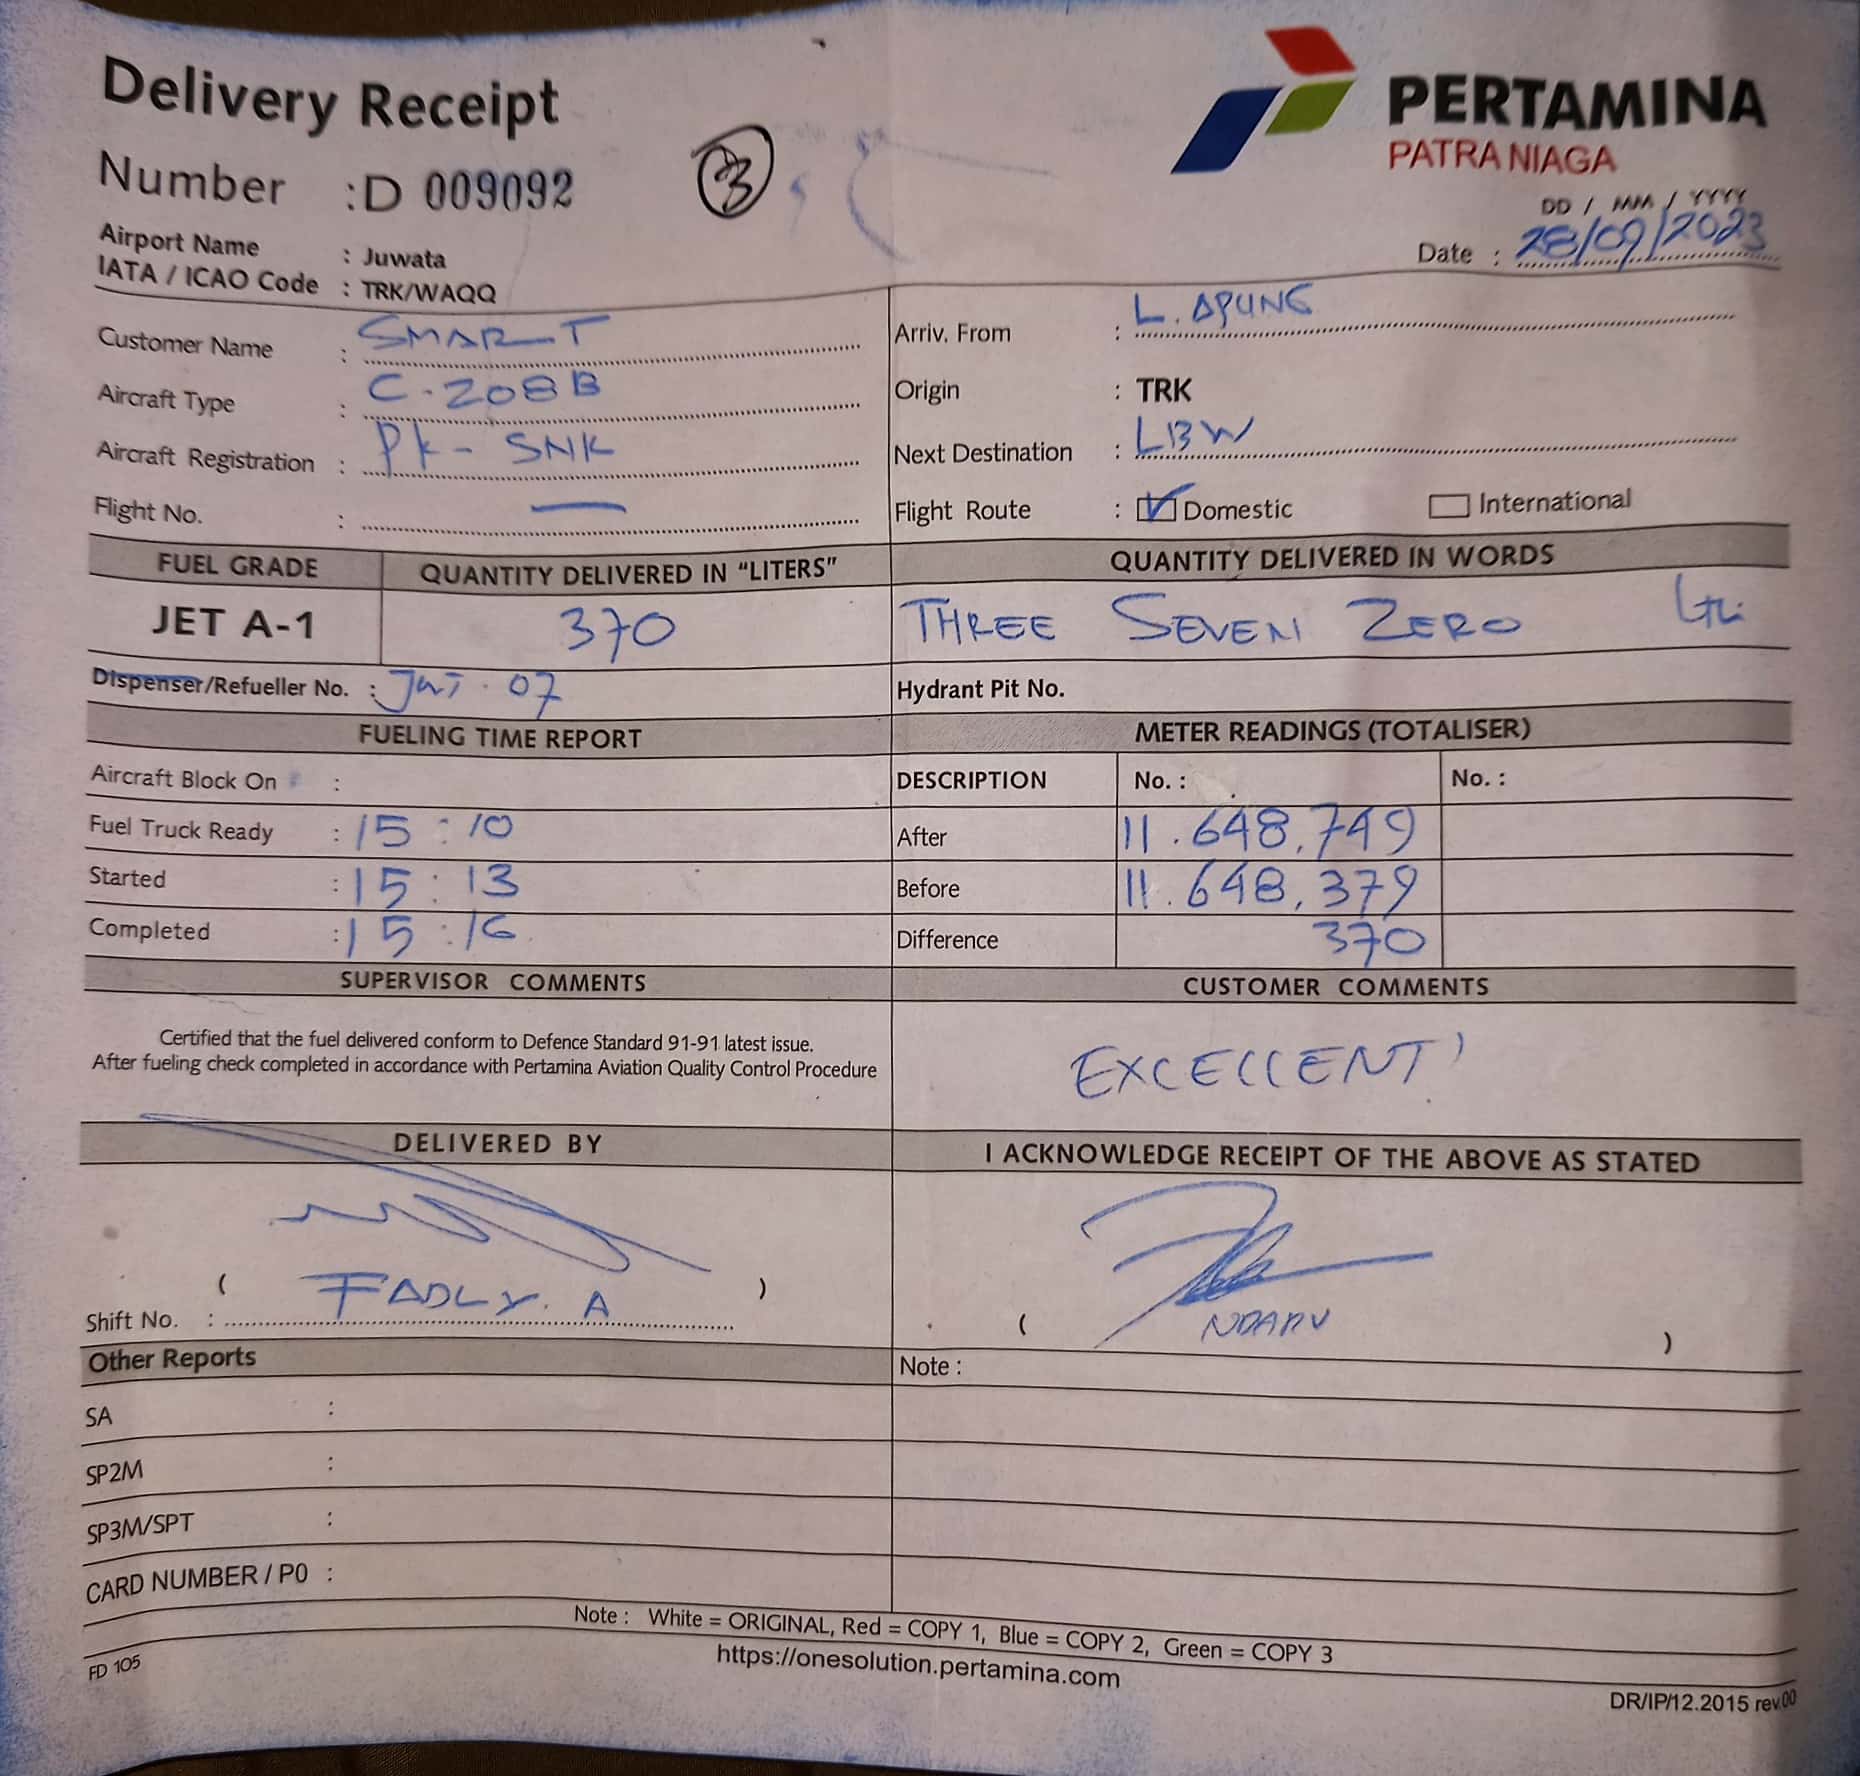 Delivery Receipt
PERTAMINA
PATRA NIAGA
Number : D 009092
3
DD / MM / YYYY
Date : 28/09/2023
Airport Name : Juwata
IATA / ICAO Code : TRK/WAQQ
Customer Name : SMART
Arriv. From : L. APUNG
Aircraft Type : C-208B
Origin : TRK
Aircraft Registration : PK - SNK
Next Destination : LBW
Flight No. : —
Flight Route : Domestic International
FUEL GRADE QUANTITY DELIVERED IN “LITERS” QUANTITY DELIVERED IN WORDS
JET A-1 370 THREE SEVEN ZERO
Dispenser/Refueller No. : 07 Hydrant Pit No.
FUELING TIME REPORT METER READINGS (TOTALISER)
Aircraft Block On : DESCRIPTION No. : No. :
Fuel Truck Ready : 15 : 10 After 11.648,749
Started : 15 : 13 Before 11.648,379
Completed : 15 : 16 Difference 370
SUPERVISOR COMMENTS CUSTOMER COMMENTS
Certified that the fuel delivered conform to Defence Standard 91-91 latest issue.
After fueling check completed in accordance with Pertamina Aviation Quality Control Procedure
EXCELLENT
DELIVERED BY I ACKNOWLEDGE RECEIPT OF THE ABOVE AS STATED
( FADLY. A )
Shift No. :
( NDARU )
Other Reports Note :
SA :
SP2M :
SP3M/SPT :
CARD NUMBER / P0 :
Note : White = ORIGINAL, Red = COPY 1, Blue = COPY 2, Green = COPY 3
https://onesolution.pertamina.com
FD 105
DR/IP/12.2015 rev.00